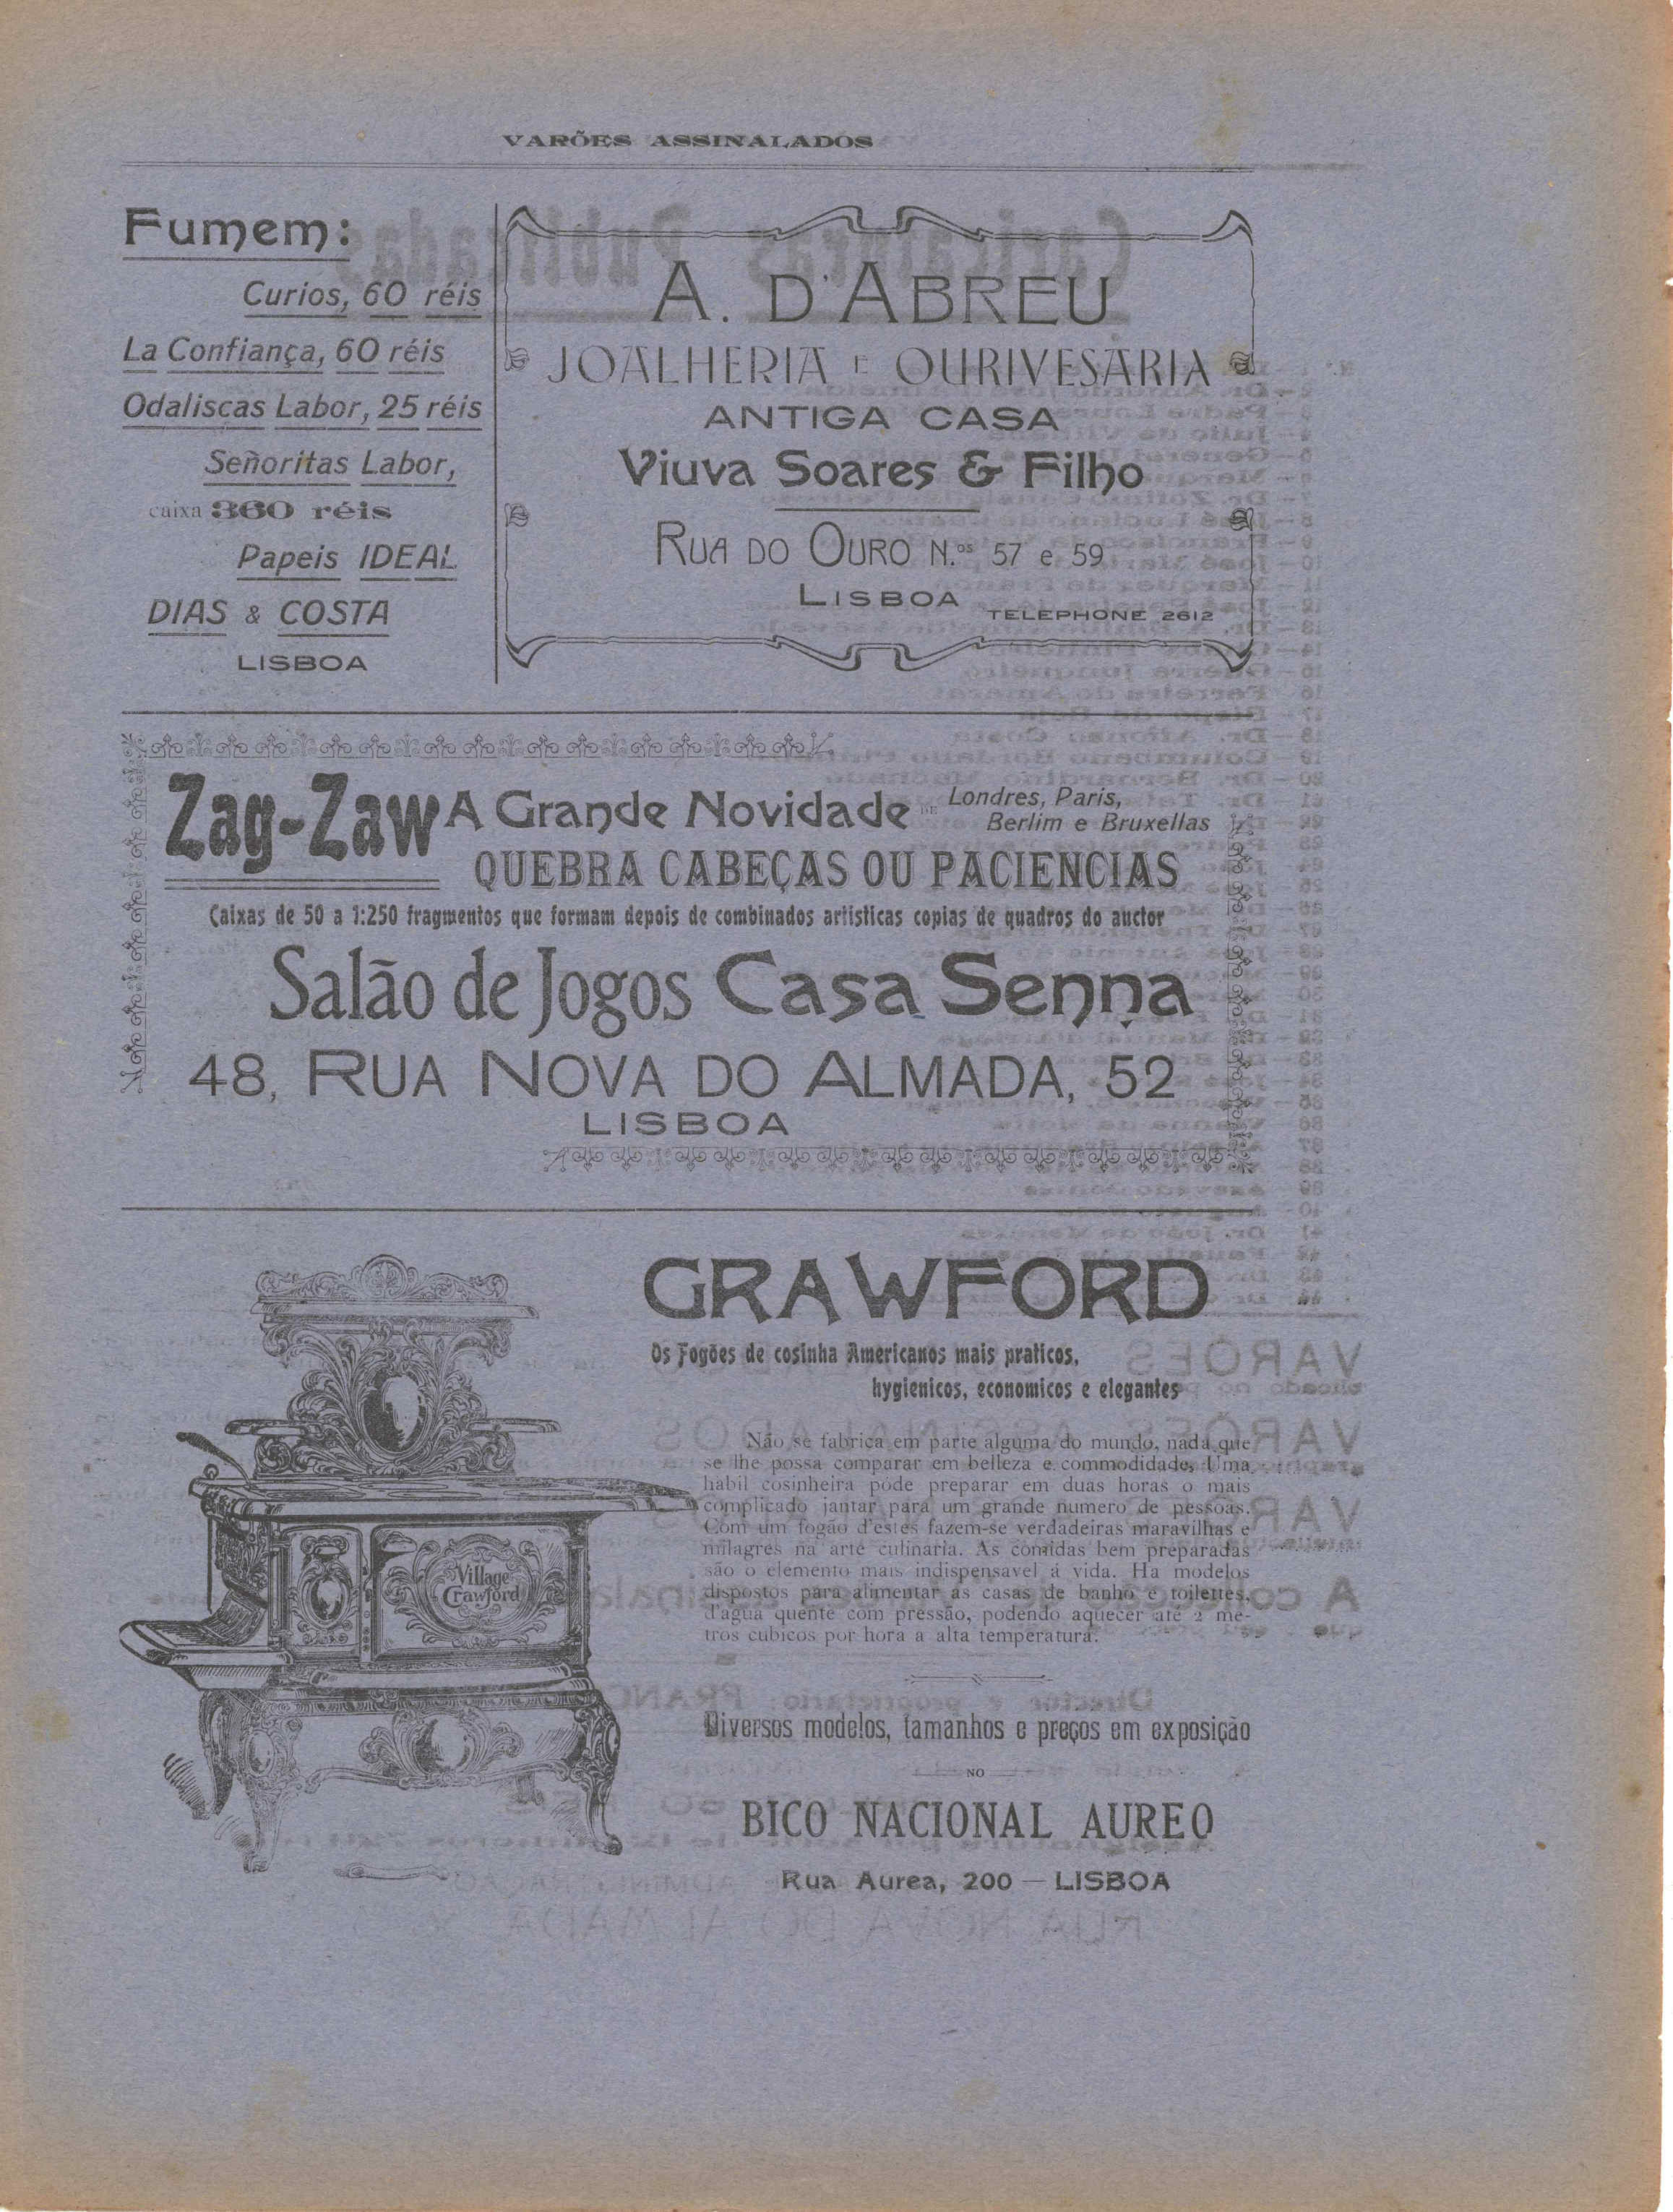 VARÕES ASSINALADOS
Fumem:
Curios, 60 réis
La Confiança, 60 réis
Odaliscas Labor, 25 réis
Señoritas Labor,
caixa 360 réis
Papeis IDEAL
DIAS & COSTA
LISBOA
A. D'ABREU
JOALHERIA E OURIVESARIA
ANTIGA CASA
Viuva Soares & Filho
RUA DO OURO N.os 57 e 59
LISBOA
TELEPHONE 2612
Zag-Zaw A Grande Novidade DE Londres, Paris,
Berlim e Bruxellas
QUEBRA CABEÇAS OU PACIENCIAS
Caixas de 50 a 1:250 fragmentos que formam depois de combinados artisticas copias de quadros do auctor
Salão de Jogos Casa Senna
48, RUA NOVA DO ALMADA, 52
LISBOA
GRAWFORD
Os Fogões de cosinha Americanos mais praticos,
hygienicos, economicos e elegantes
Não se fabrica em parte alguma do mundo, nada que
se lhe possa comparar em belleza e commodidade. Uma
habil cosinheira póde preparar em duas horas o mais
complicado jantar para um grande numero de pessoas.
Com um fogão d'estes fazem-se verdadeiras maravilhas e
milagres na arte culinaria. As comidas bem preparadas
são o elemento mais indispensavel á vida. Ha modelos
dispostos para alimentar as casas de banho e toilettes,
d'agua quente com pressão, podendo aquecer até 2 me-
tros cubicos por hora a alta temperatura.
Village
Crawford
Diversos modelos, tamanhos e preços em exposição
NO
BICO NACIONAL AUREO
Rua Aurea, 200 — LISBOA